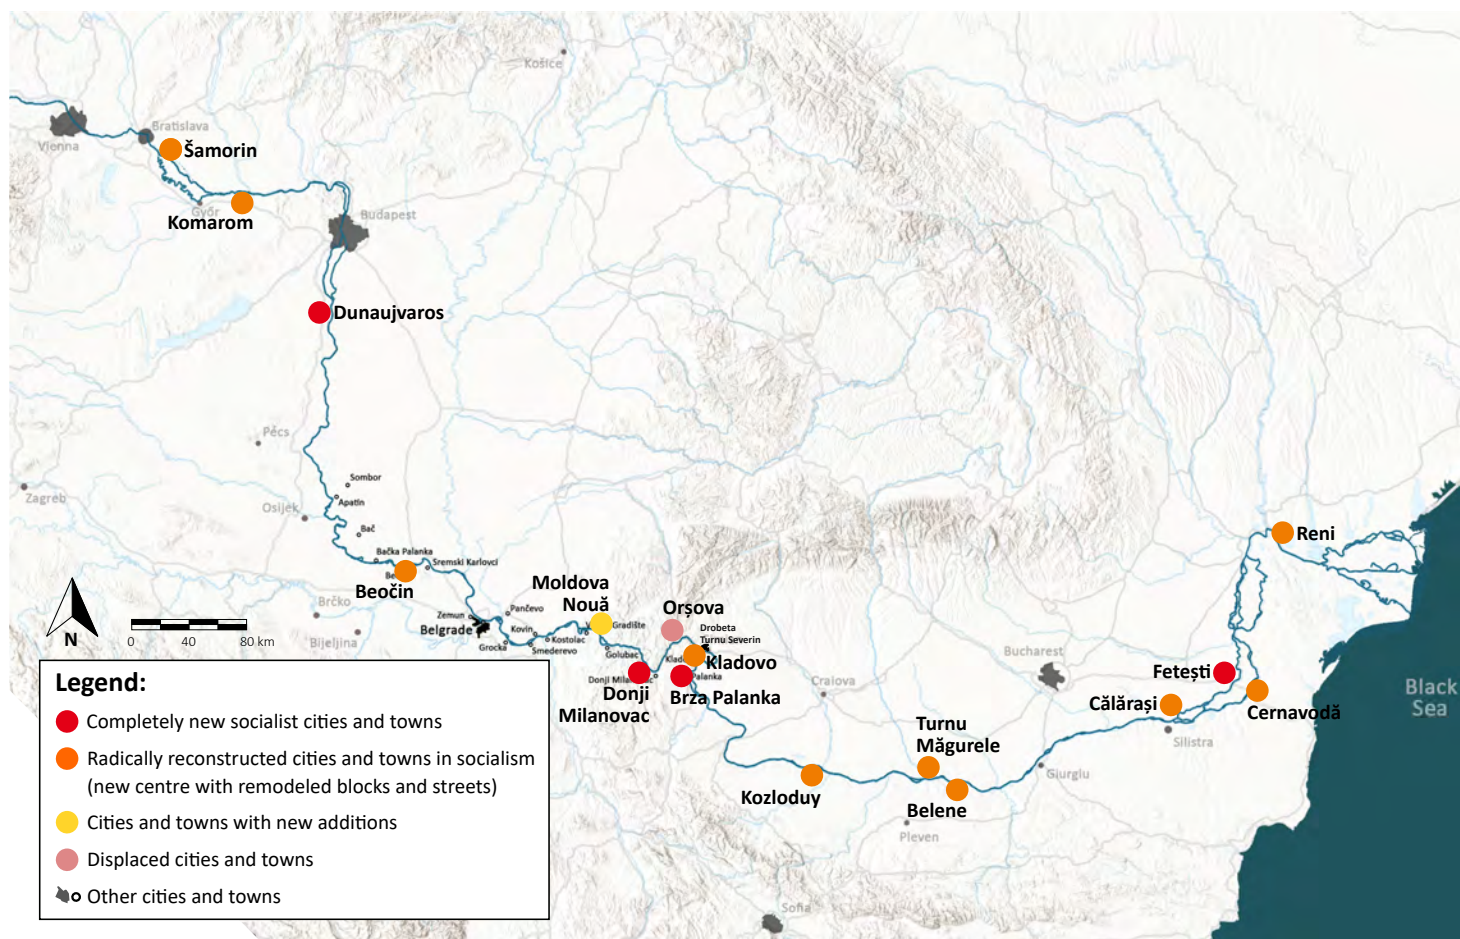 Košice
Vienna
Bratislava
Šamorin
Győr
Komarom
Budapest
Dunaujvaros
Pécs
Zagreb
Osijek
Sombor
Apatin
Bač
Bačka Palanka
Beočin
Sremski Karlovci
Brčko
Bijeljina
Zemun
Belgrade
Pančevo
Grocka
Kovin
Smederevo
Kostolac
Moldova
Nouă
Gradište
Golubac
Donji
Milanovac
Orșova
Drobeta
Turnu Severin
Kladovo
Brza Palanka
Craiova
Bucharest
Kozloduy
Turnu
Măgurele
Belene
Pleven
Sofia
Giurglu
Călărași
Silistra
Fetești
Cernavodă
Reni
Black
Sea
N
0 40 80 km
Legend:
Completely new socialist cities and towns
Radically reconstructed cities and towns in socialism
(new centre with remodeled blocks and streets)
Cities and towns with new additions
Displaced cities and towns
Other cities and towns